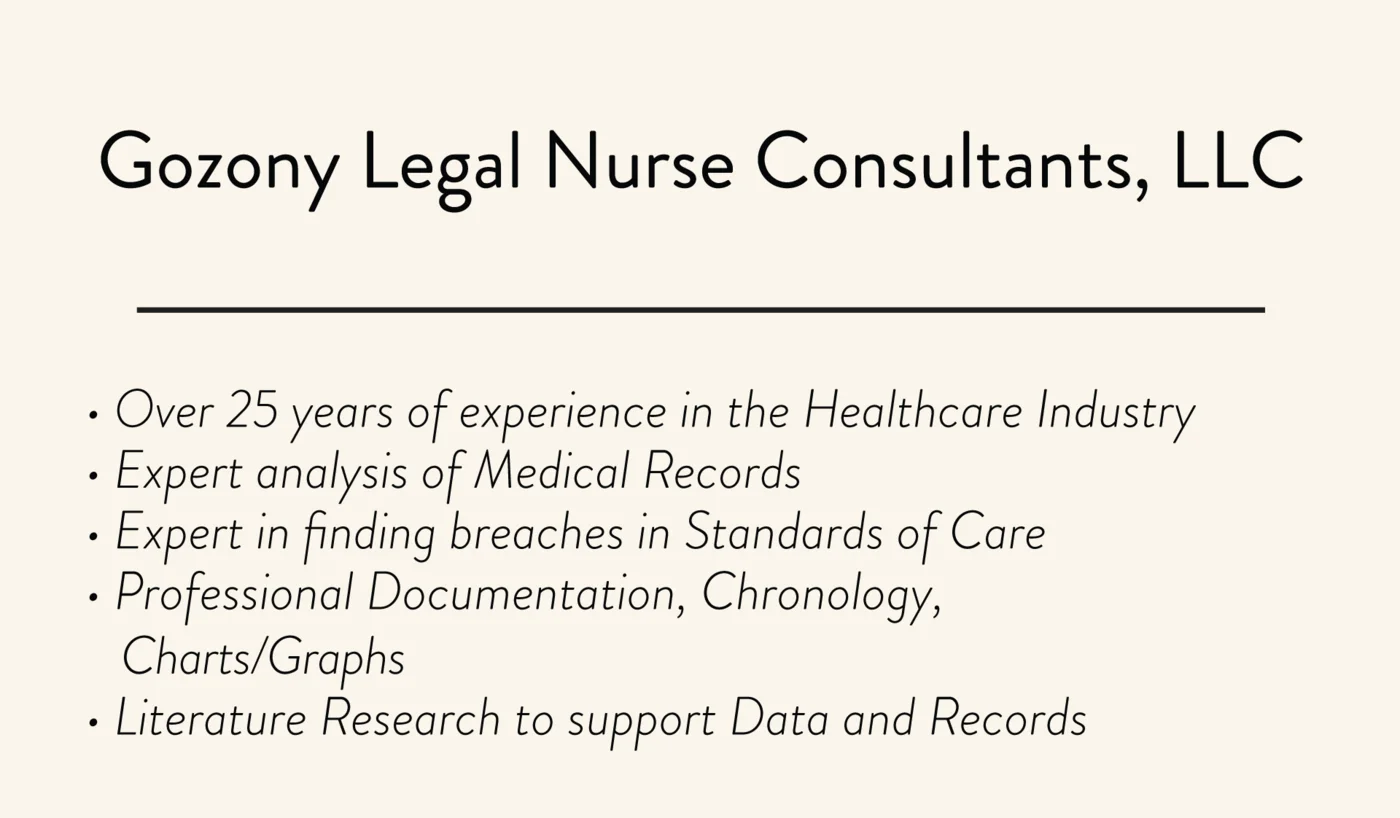 Gozony Legal Nurse Consultants, LLC
• Over 25 years of experience in the Healthcare Industry
• Expert analysis of Medical Records
• Expert in finding breaches in Standards of Care
• Professional Documentation, Chronology,
Charts/Graphs
• Literature Research to support Data and Records